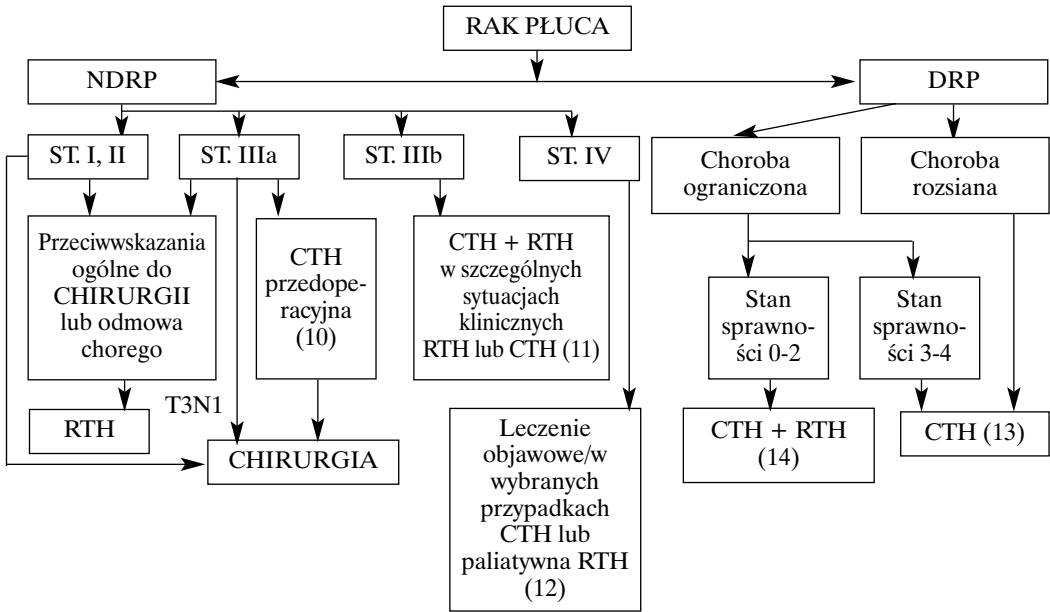 RAK PŁUCA
NDRP
DRP
ST. I, II
ST. IIIa
ST. IIIb
ST. IV
Choroba
ograniczona
Choroba
rozsiana
Przeciwwskazania
ogólne do
CHIRURGII
lub odmowa
chorego
CTH
przedope-
racyjna
(10)
CTH + RTH
w szczególnych
sytuacjach
klinicznych
RTH lub CTH (11)
Stan
sprawno-
ści 0-2
Stan
sprawno-
ści 3-4
RTH
T3N1
CHIRURGIA
Leczenie
objawowe/w
wybranych
przypadkach
CTH lub
paliatywna RTH
(12)
CTH + RTH
(14)
CTH (13)